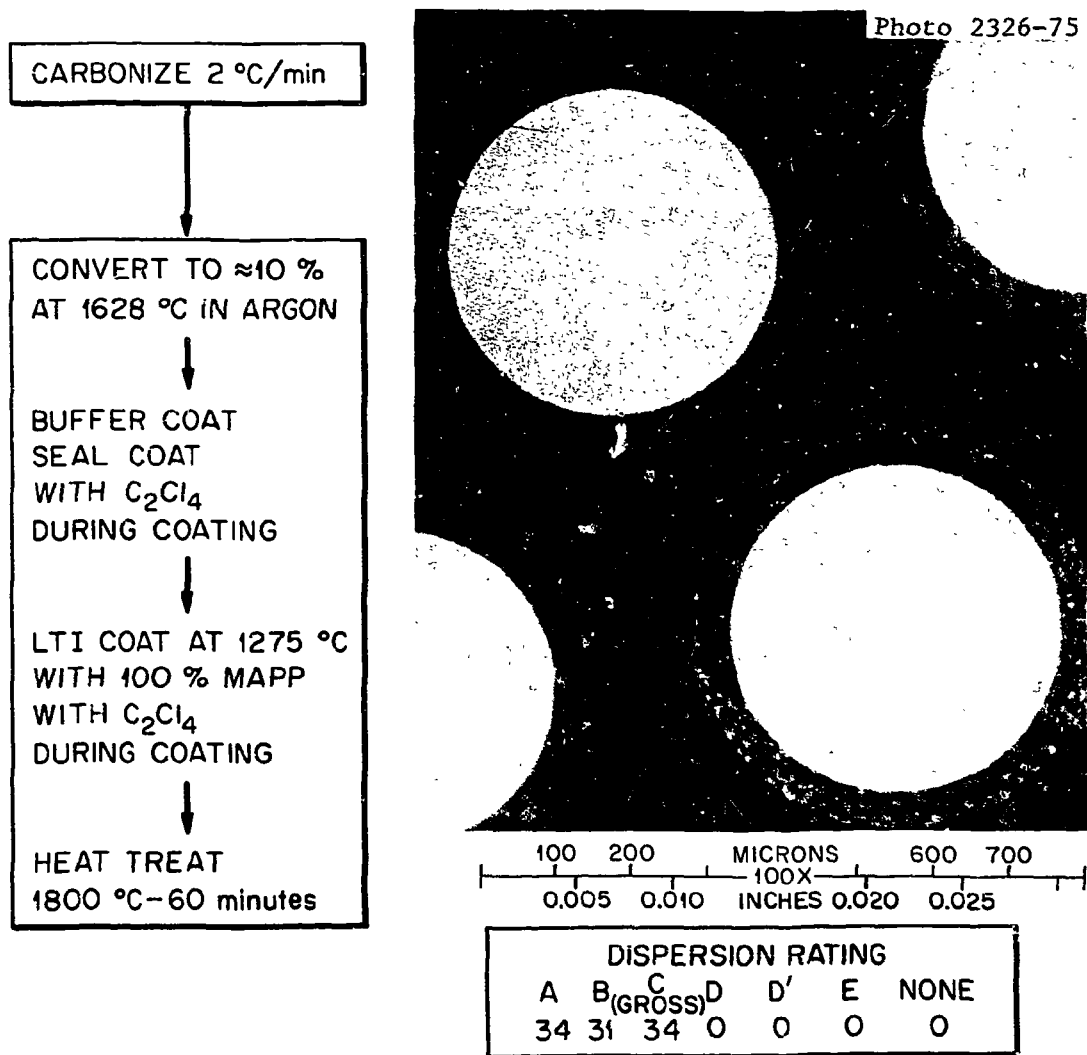 Photo 2326-75
CARBONIZE 2 °C/min
CONVERT TO ≈10 %
AT 1628 °C IN ARGON
BUFFER COAT
SEAL COAT
WITH C₂Cl₄
DURING COATING
LTI COAT AT 1275 °C
WITH 100 % MAPP
WITH C₂Cl₄
DURING COATING
HEAT TREAT
1800 °C-60 minutes
100 200 MICRONS 600 700
100X
0.005 0.010 INCHES 0.020 0.025
DISPERSION RATING
A B C (GROSS) D D' E NONE
34 31 34 0 0 0 0